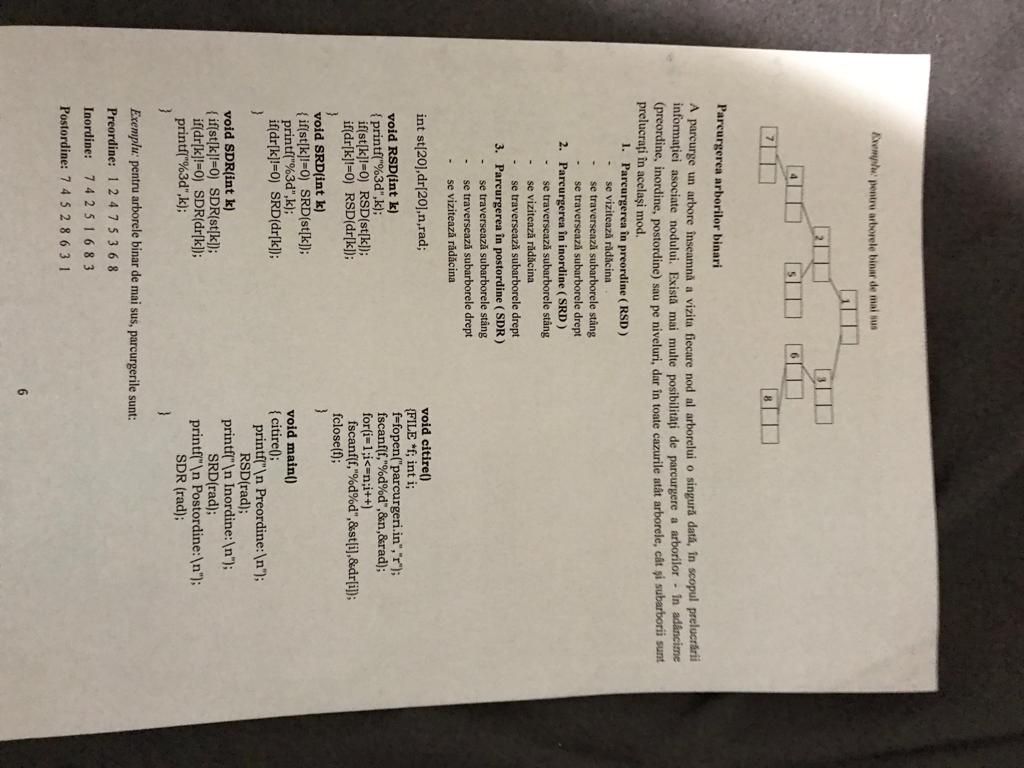 Exemplu: pentru arborele binar de mai sus
1
2 3
4 5 6
7 8
Parcurgerea arborilor binari
A parcurge un arbore înseamnă a vizita fiecare nod al arborelui o singură dată, în scopul prelucrării
informației asociate nodului. Există mai multe posibilități de parcurgere a arborilor - în adâncime
(preordine, inordine, postordine) sau pe niveluri, dar în toate cazurile atât arborele, cât și subarborii sunt
prelucrați în același mod.
1. Parcurgerea în preordine ( RSD )
- se vizitează rădăcina
- se traversează subarborele stâng
- se traversează subarborele drept
2. Parcurgerea în inordine ( SRD )
- se traversează subarborele stâng
- se vizitează rădăcina
- se traversează subarborele drept
3. Parcurgerea în postordine ( SDR )
- se traversează subarborele stâng
- se traversează subarborele drept
- se vizitează rădăcina
int st[20],dr[20],n,rad;
void RSD(int k)
{ printf("%3d",k);
if(st[k]!=0) RSD(st[k]);
if(dr[k]!=0) RSD(dr[k]);
}
void SRD(int k)
{ if(st[k]!=0) SRD(st[k]);
printf("%3d",k);
if(dr[k]!=0) SRD(dr[k]);
}
void SDR(int k)
{ if(st[k]!=0) SDR(st[k]);
if(dr[k]!=0) SDR(dr[k]);
printf("%3d",k);
}
void citire()
{FILE *f; int i;
f=fopen("parcurgeri.in","r");
fscanf(f,"%d%d",&n,&rad);
for(i=1;i<=n;i++)
fscanf(f,"%d%d",&st[i],&dr[i]);
fclose(f);
}
void main()
{ citire();
printf("\n Preordine:\n");
RSD(rad);
printf("\n Inordine:\n");
SRD(rad);
printf("\n Postordine:\n");
SDR (rad);
}
Exemplu: pentru arborele binar de mai sus, parcurgerile sunt:
Preordine: 1 2 4 7 5 3 6 8
Inordine: 7 4 2 5 1 6 8 3
Postordine: 7 4 5 2 8 6 3 1
6